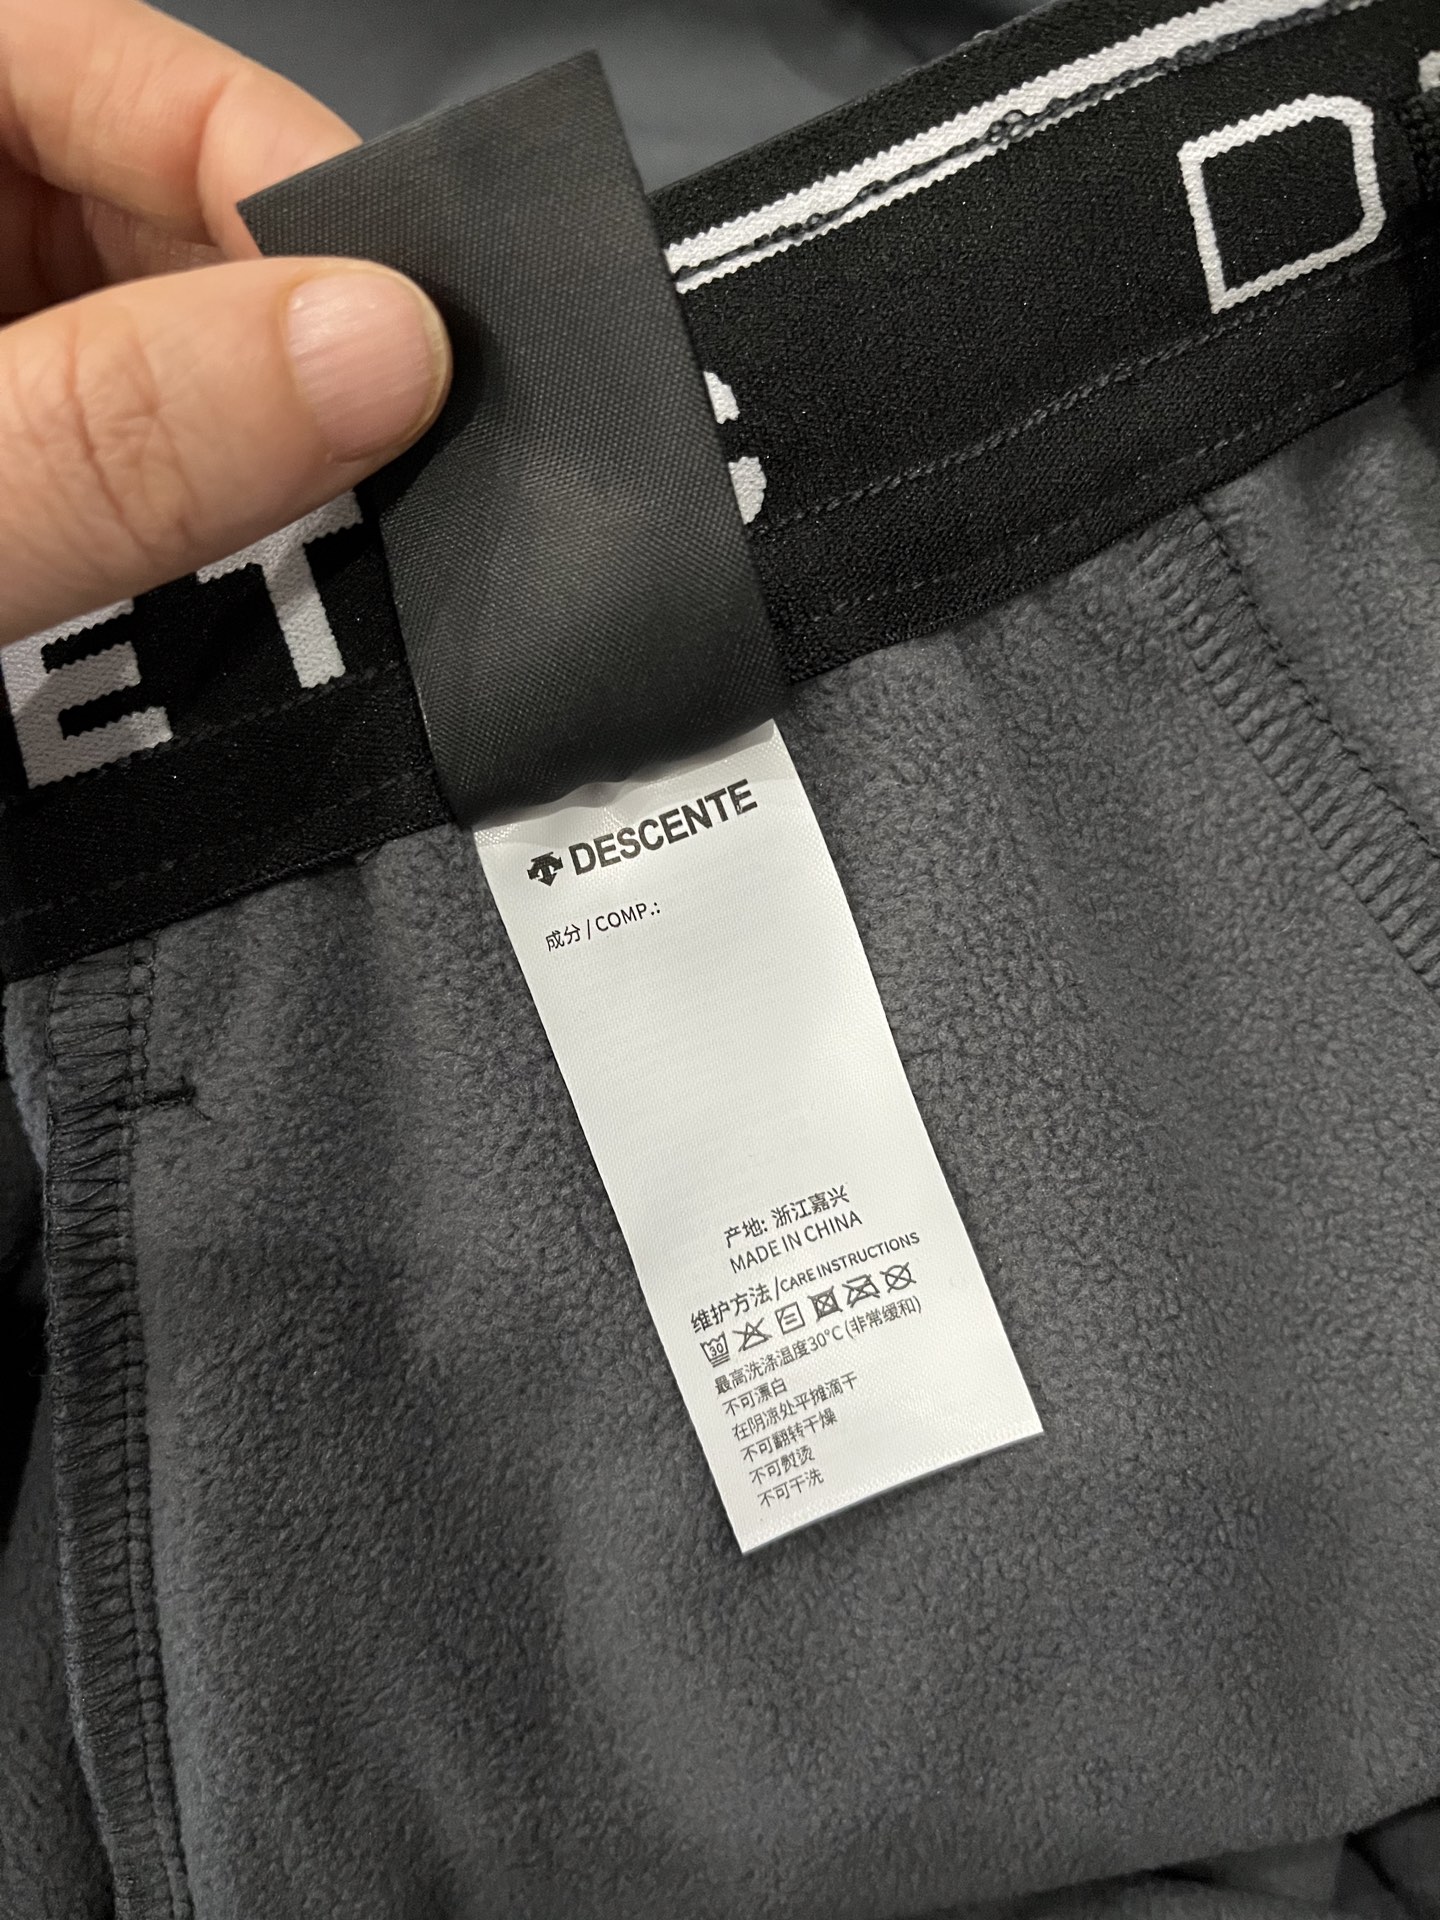 D
S
ET
DESCENTE
成分/COMP.:
产地: 浙江嘉兴
MADE IN CHINA
维护方法/CARE INSTRUCTIONS
30
最高洗涤温度30°C(非常缓和)
不可漂白
在阴凉处平摊滴干
不可翻转干燥
不可熨烫
不可干洗